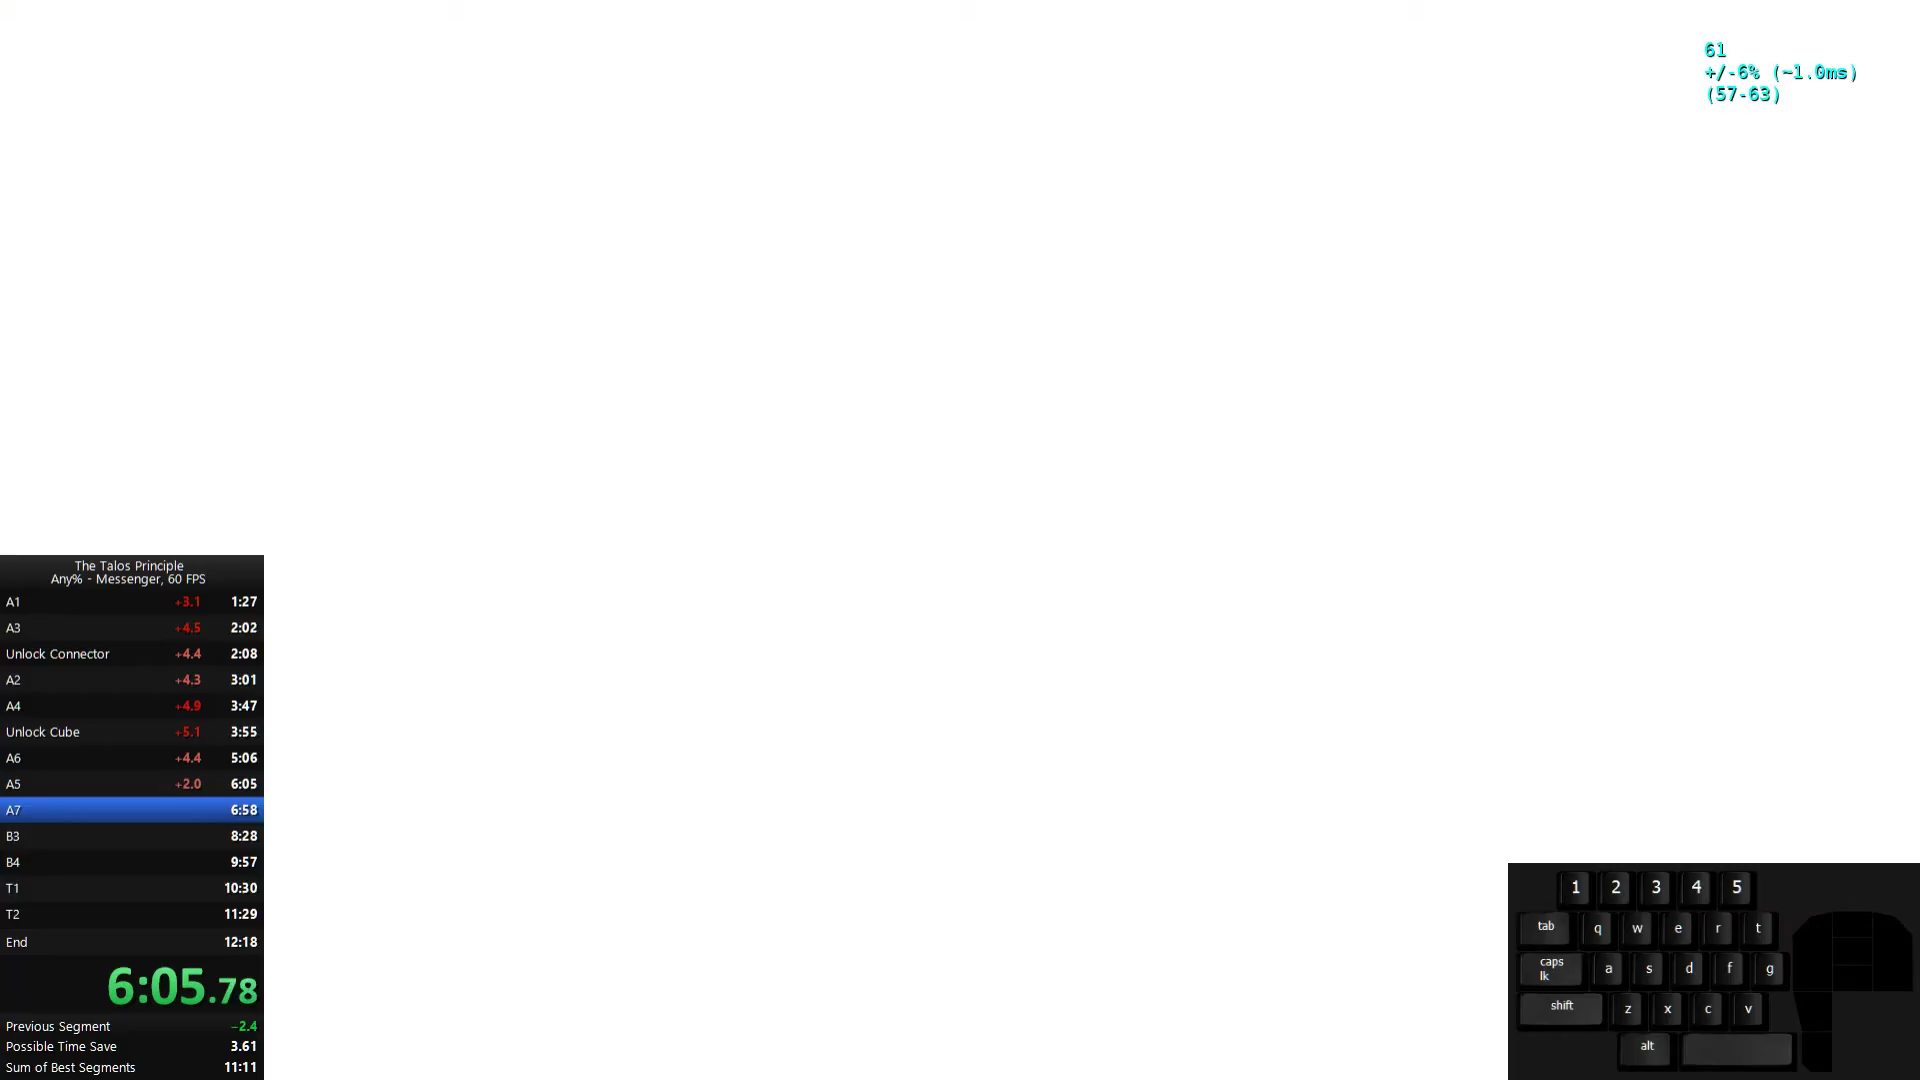 61
+/-6% (~1.0ms)
(57-63)
The Talos Principle
Any% - Messenger, 60 FPS
A1 +3.1 1:27
A3 +4.5 2:02
Unlock Connector +4.4 2:08
A2 +4.3 3:01
A4 +4.9 3:47
Unlock Cube +5.1 3:55
A6 +4.4 5:06
A5 +2.0 6:05
A7 6:58
B3 8:28
B4 9:57
T1 10:30
T2 11:29
End 12:18
6:05.78
Previous Segment −2.4
Possible Time Save 3.61
Sum of Best Segments 11:11
1 2 3 4 5
tab q w e r t
caps lk a s d f g
shift z x c v
alt